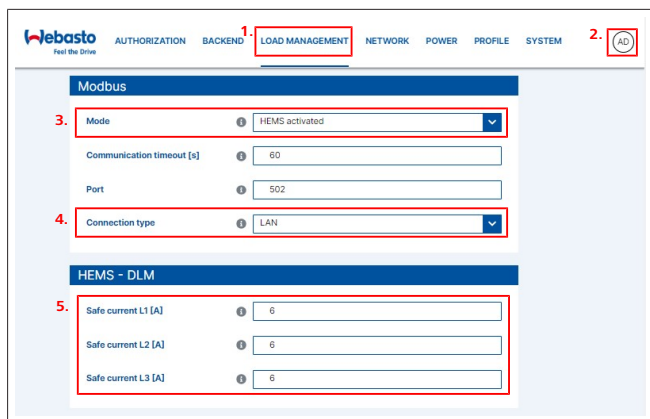 Webasto
Feel the Drive
AUTHORIZATION BACKEND 1. LOAD MANAGEMENT NETWORK POWER PROFILE SYSTEM 2. AD
Modbus
3. Mode i HEMS activated
Communication timeout [s] i 60
Port i 502
4. Connection type i LAN
HEMS - DLM
5. Safe current L1 [A] i 6
Safe current L2 [A] i 6
Safe current L3 [A] i 6